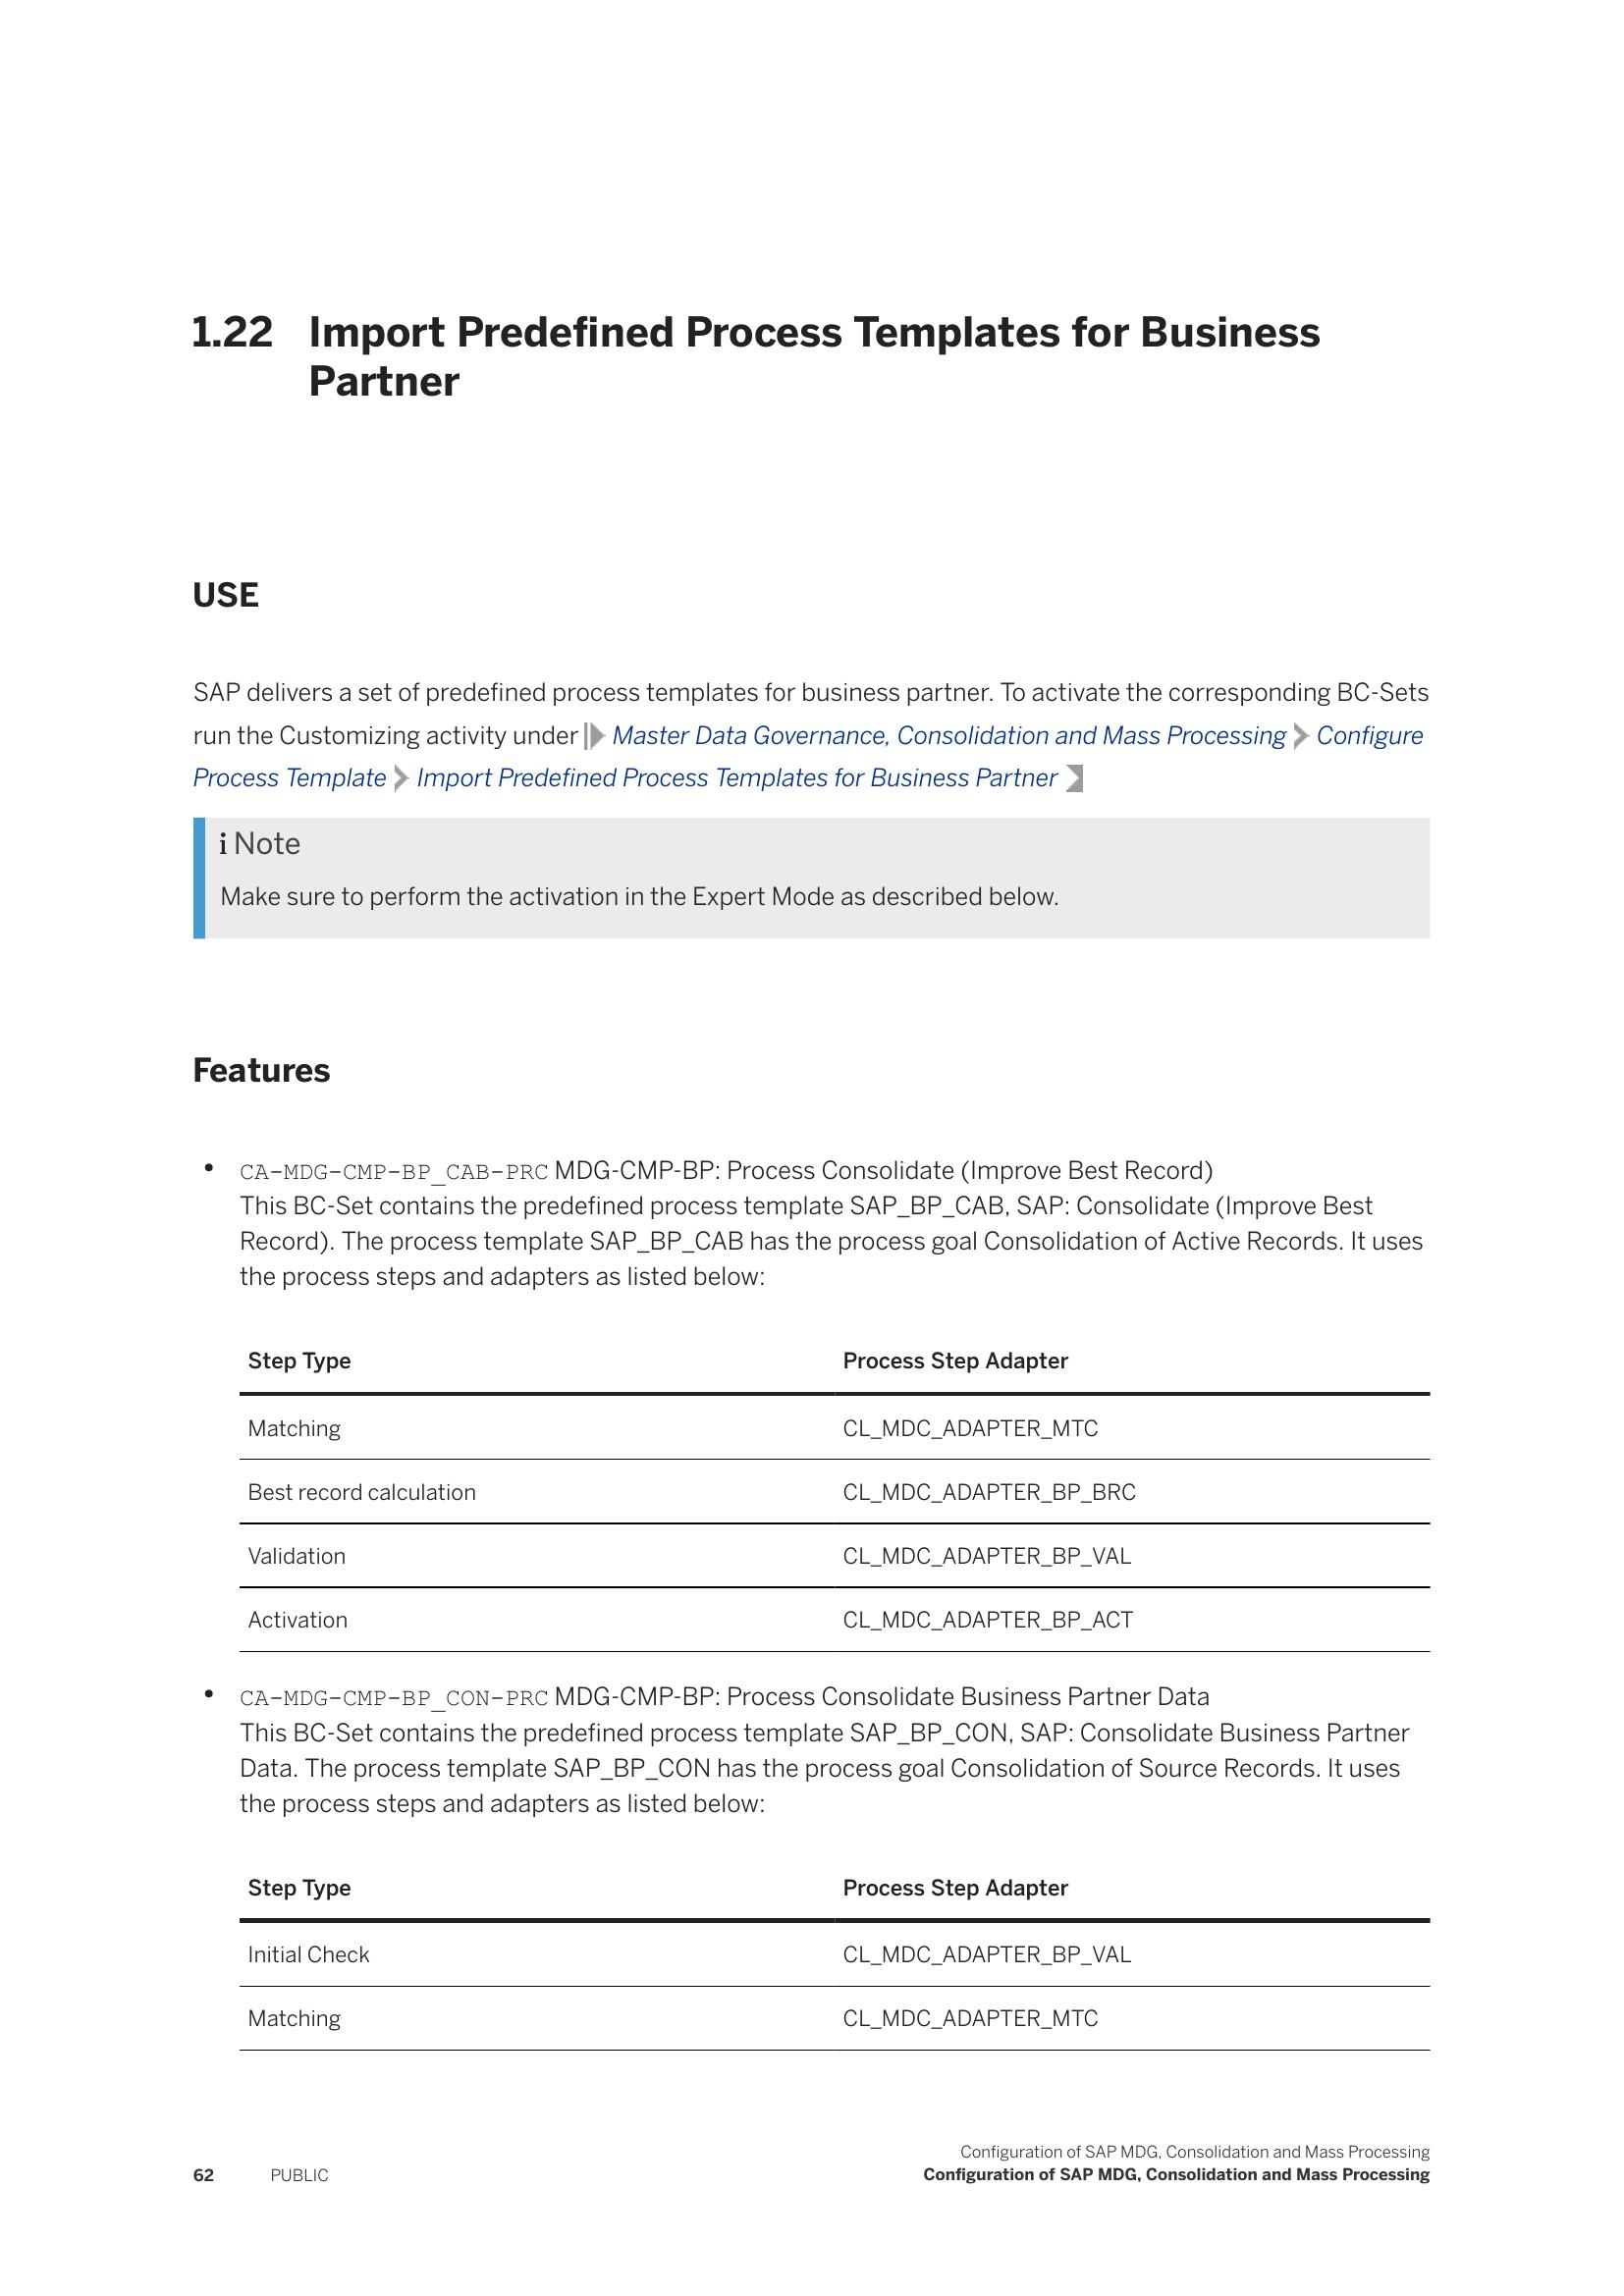 1.22 Import Predefined Process Templates for Business
Partner
USE
SAP delivers a set of predefined process templates for business partner. To activate the corresponding BC-Sets
run the Customizing activity under Master Data Governance, Consolidation and Mass Processing Configure
Process Template Import Predefined Process Templates for Business Partner
i Note
Make sure to perform the activation in the Expert Mode as described below.
Features
• CA-MDG-CMP-BP_CAB-PRC MDG-CMP-BP: Process Consolidate (Improve Best Record)
This BC-Set contains the predefined process template SAP_BP_CAB, SAP: Consolidate (Improve Best
Record). The process template SAP_BP_CAB has the process goal Consolidation of Active Records. It uses
the process steps and adapters as listed below:
Step Type Process Step Adapter
Matching CL_MDC_ADAPTER_MTC
Best record calculation CL_MDC_ADAPTER_BP_BRC
Validation CL_MDC_ADAPTER_BP_VAL
Activation CL_MDC_ADAPTER_BP_ACT
• CA-MDG-CMP-BP_CON-PRC MDG-CMP-BP: Process Consolidate Business Partner Data
This BC-Set contains the predefined process template SAP_BP_CON, SAP: Consolidate Business Partner
Data. The process template SAP_BP_CON has the process goal Consolidation of Source Records. It uses
the process steps and adapters as listed below:
Step Type Process Step Adapter
Initial Check CL_MDC_ADAPTER_BP_VAL
Matching CL_MDC_ADAPTER_MTC
Configuration of SAP MDG, Consolidation and Mass Processing
62 PUBLIC Configuration of SAP MDG, Consolidation and Mass Processing